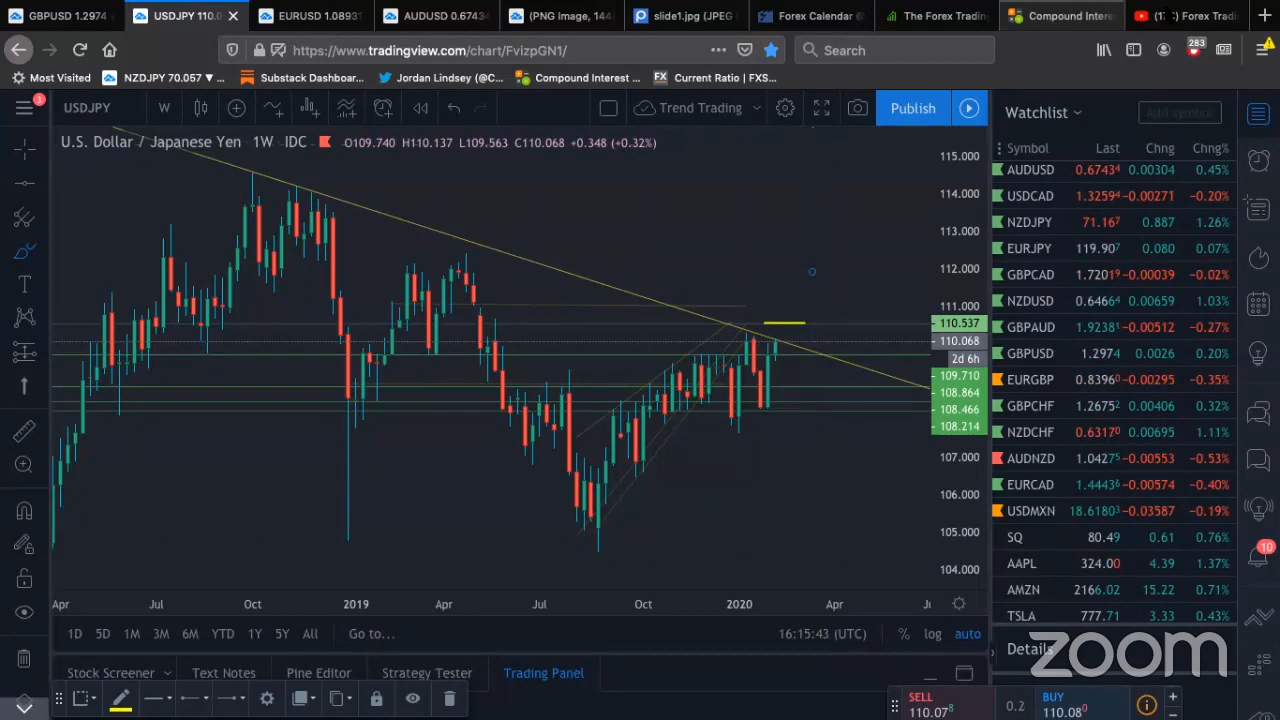 GBPUSD 1.2974
USDJPY 110.0
EURUSD 1.08931
AUDUSD 0.67434
(PNG Image, 144
slide1.jpg (JPEG
Forex Calendar @
The Forex Trading
Compound Intere
Forex Tradi
https://www.tradingview.com/chart/FvizpGN1/
Search
283
Most Visited
NZDJPY 70.057 ▼ ...
Substack Dashboar...
Jordan Lindsey (@C...
Compound Interest ...
FX Current Ratio | FXS...
3
USDJPY
W
Trend Trading
Publish
Watchlist
Add symbol
U.S. Dollar / Japanese Yen 1W IDC O109.740 H110.137 L109.563 C110.068 +0.348 (+0.32%)
Symbol Last Chng Chng%
AUDUSD 0.67434 0.00304 0.45%
USDCAD 1.32594 −0.00271 −0.20%
NZDJPY 71.167 0.887 1.26%
EURJPY 119.907 0.080 0.07%
GBPCAD 1.72019 −0.00039 −0.02%
NZDUSD 0.64664 0.00659 1.03%
GBPAUD 1.92381 −0.00512 −0.27%
GBPUSD 1.2974 0.0026 0.20%
EURGBP 0.83960 −0.00295 −0.35%
GBPCHF 1.26752 0.00406 0.32%
NZDCHF 0.63170 0.00695 1.11%
AUDNZD 1.04275 −0.00553 −0.53%
EURCAD 1.44436 −0.00574 −0.40%
USDMXN 18.61803 −0.03587 −0.19%
SQ 80.49 0.61 0.76%
AAPL 324.00 4.39 1.37%
AMZN 2166.02 15.22 0.71%
TSLA 777.71 3.33 0.43%
Details
10
115.000
114.000
113.000
112.000
111.000
110.537
110.068
2d 6h
109.710
108.864
108.466
108.214
107.000
106.000
105.000
104.000
Apr Jul Oct 2019 Apr Jul Oct 2020 Apr
1D 5D 1M 3M 6M YTD 1Y 5Y All Go to...
16:15:43 (UTC) % log auto
Stock Screener Text Notes Pine Editor Strategy Tester Trading Panel
SELL
110.078
0.2
BUY
110.080
zoom